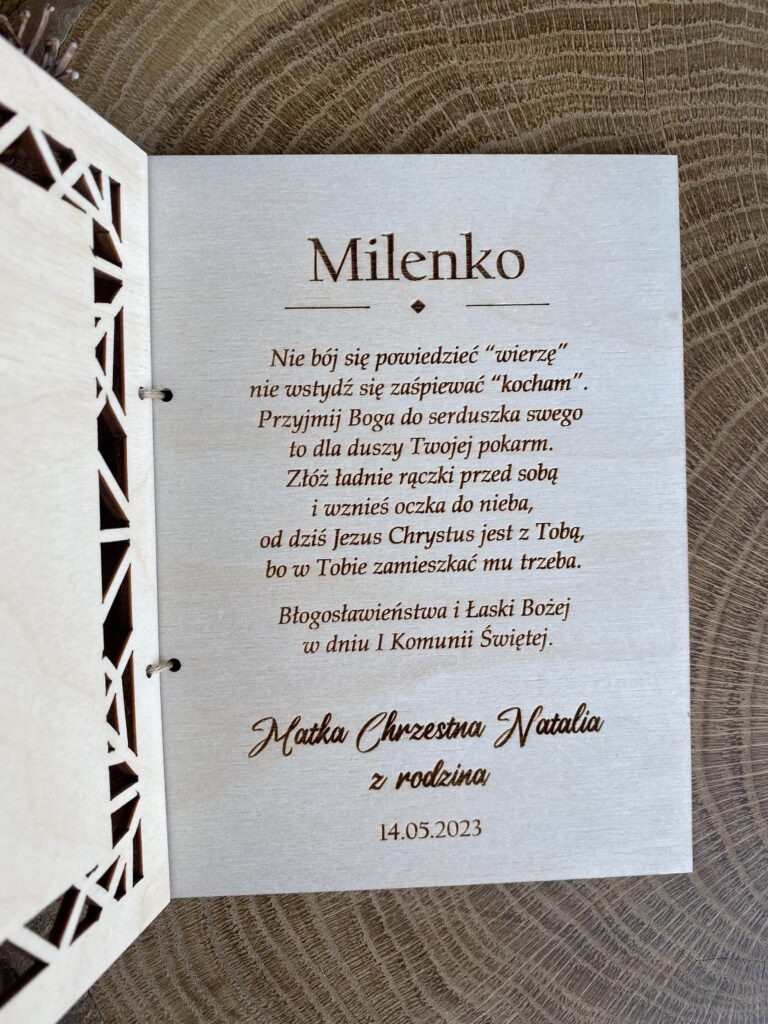 Milenko
Nie bój się powiedzieć “wierzę”
nie wstydź się zaśpiewać “kocham”.
Przyjmij Boga do serduszka swego
to dla duszy Twojej pokarm.
Złóż ładnie rączki przed sobą
i wznieś oczka do nieba,
od dziś Jezus Chrystus jest z Tobą,
bo w Tobie zamieszkać mu trzeba.
Błogosławieństwa i Łaski Bożej
w dniu I Komunii Świętej.
Matka Chrzestna Natalia
z rodzina
14.05.2023